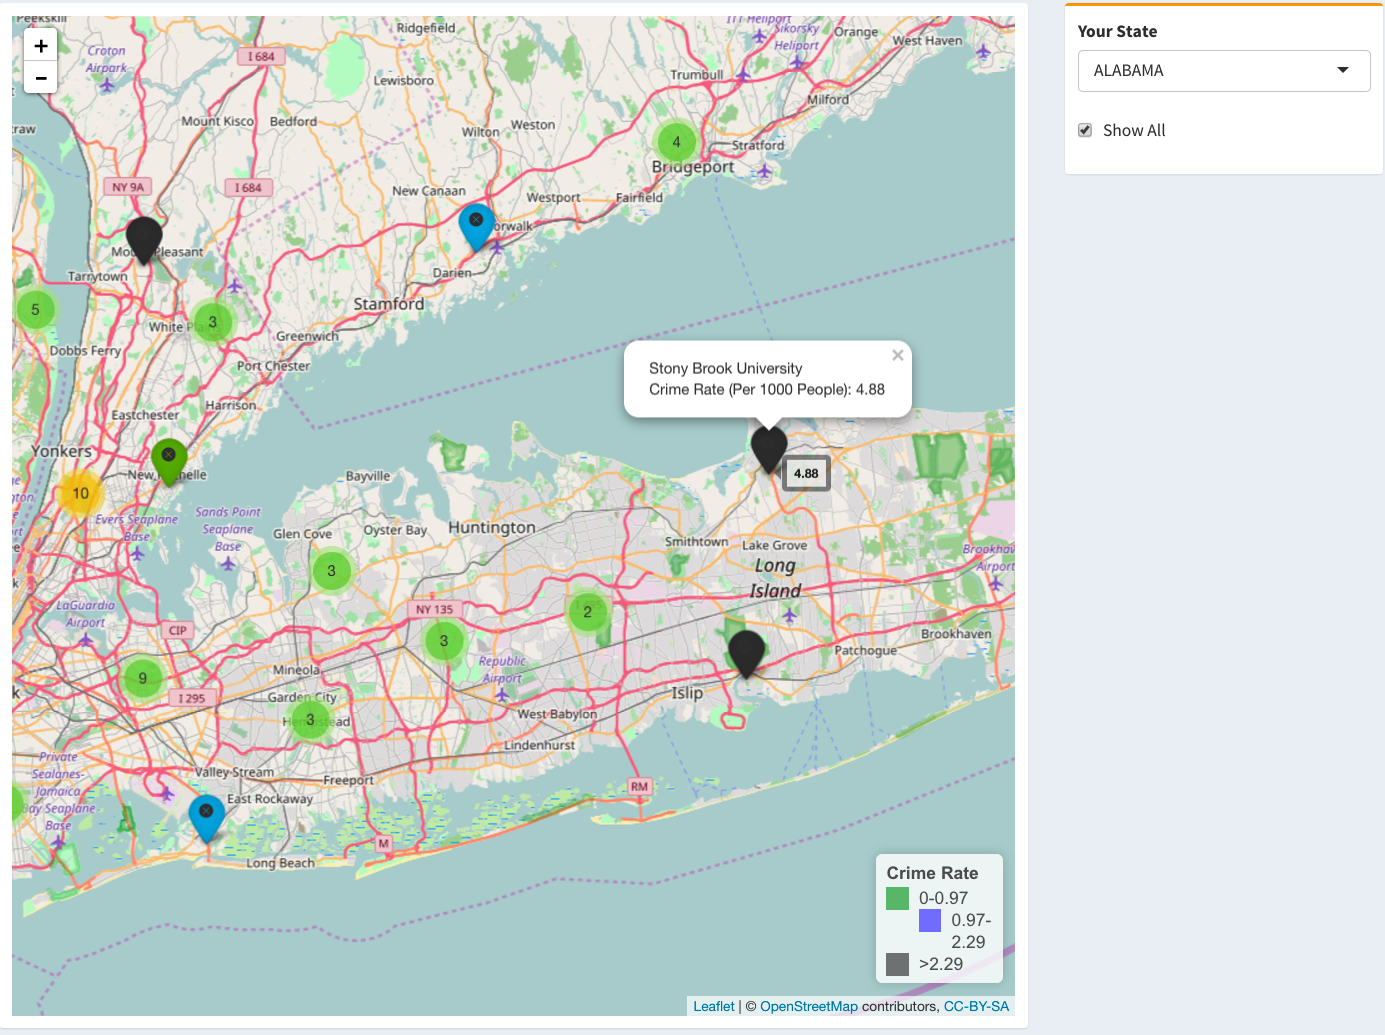 Peekskill
+
−
Croton
Airpark
I 684
Ridgefield
ITT Heliport
Sikorsky
Heliport
Orange
West Haven
Lewisboro
Trumbull
Milford
Mount Kisco
Bedford
Wilton
Weston
4
Stratford
Bridgeport
NY 9A
I 684
New Canaan
Westport
Fairfield
orwalk
Mou
Pleasant
Tarrytown
Darien
5
3
White Plains
Stamford
Greenwich
Dobbs Ferry
Port Chester
Harrison
Eastchester
Stony Brook University
Crime Rate (Per 1000 People): 4.88
×
4.88
Yonkers
New
helle
10
Bayville
Sands Point
Seaplane
Base
Evers Seaplane
Base
Glen Cove
Oyster Bay
Huntington
Smithtown
Lake Grove
Long
Island
Airport
3
2
NY 135
LaGuardia
Airport
CIP
3
Republic
Airport
Brookhaven
Patchogue
Mineola
9
I 295
Garden City
Hempstead
3
Islip
West Babylon
Lindenhurst
Private
Sealanes-
Jamaica
Bay Seaplane
Base
Valley Stream
Freeport
East Rockaway
RM
M
Long Beach
Crime Rate
0-0.97
0.97-
2.29
>2.29
Leaflet | © OpenStreetMap contributors, CC-BY-SA
Your State
ALABAMA
Show All